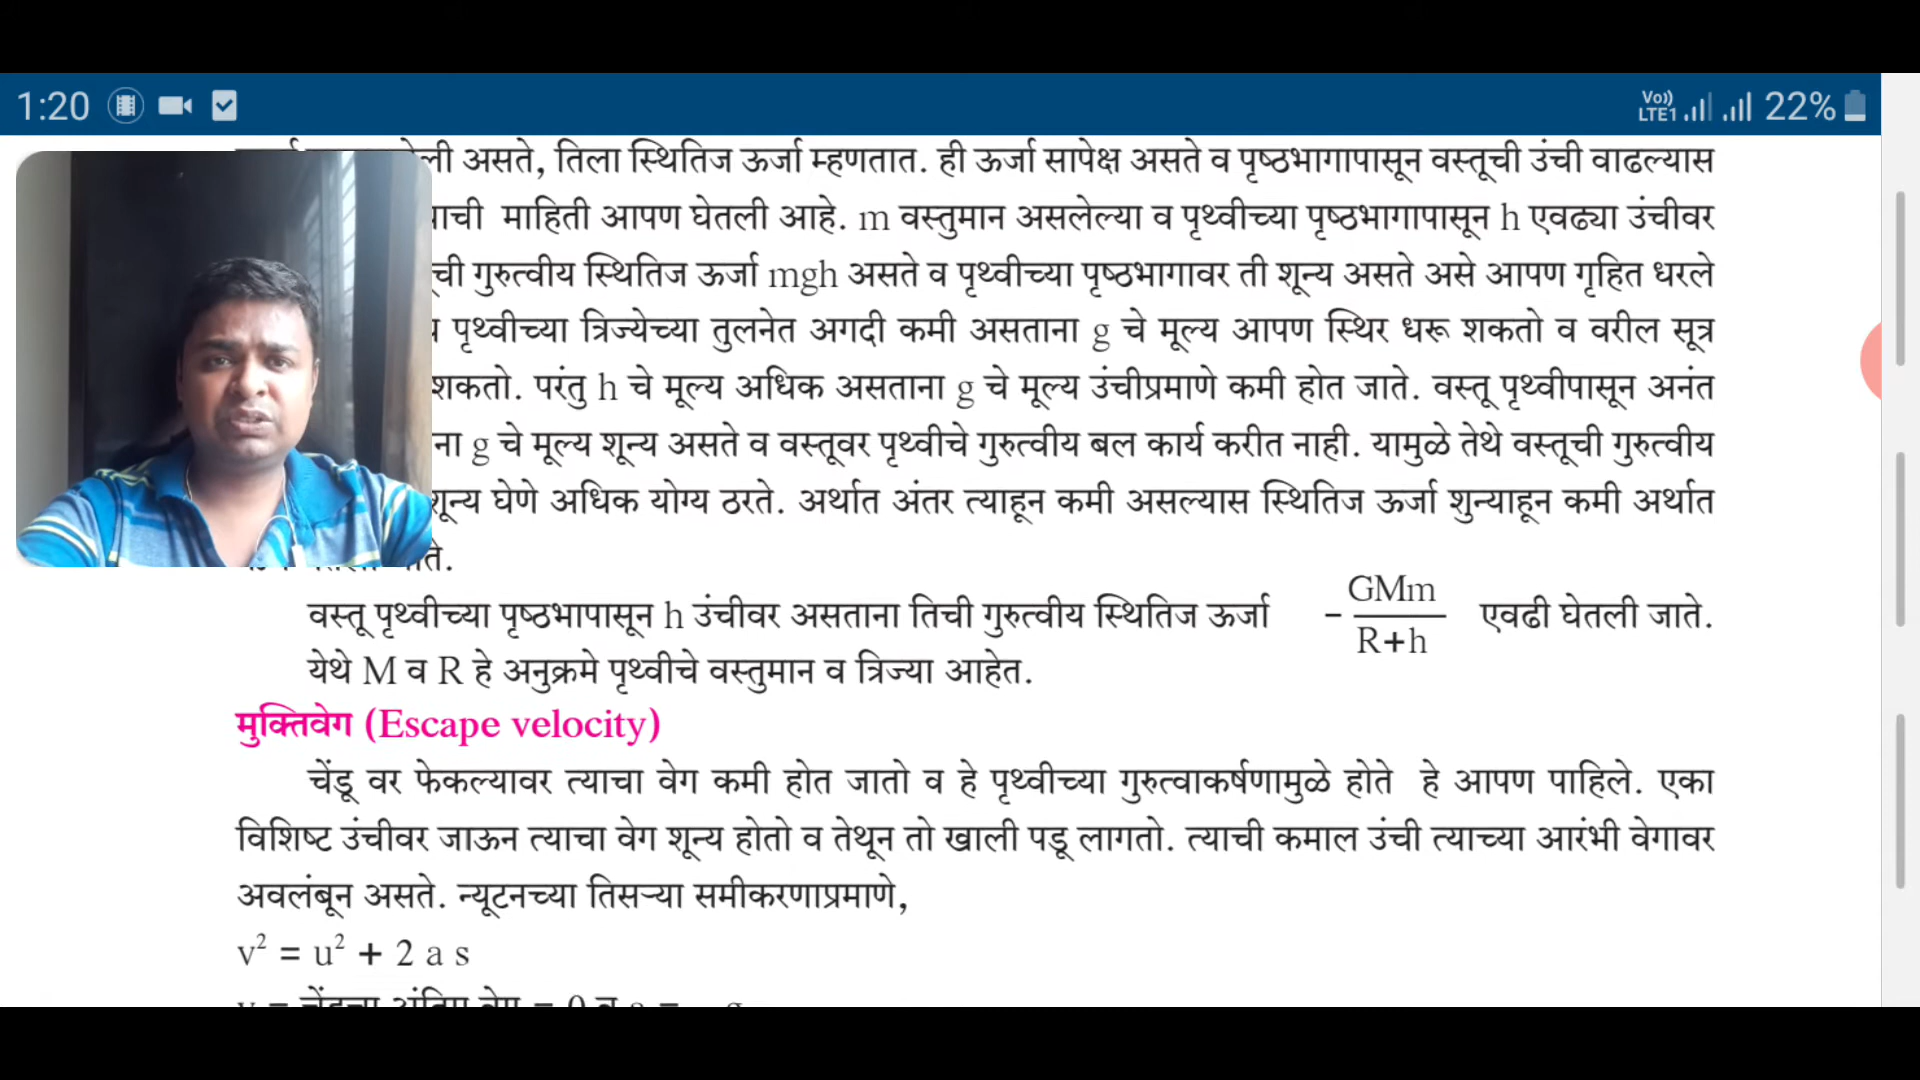 1:20 Vo) LTE1 22%
असते, तिला स्थितिज ऊर्जा म्हणतात. ही ऊर्जा सापेक्ष असते व पृष्ठभागापासून वस्तूची उंची वाढल्यास
माहिती आपण घेतली आहे. m वस्तुमान असलेल्या व पृथ्वीच्या पृष्ठभागापासून h एवढ्या उंचीवर
गुरुत्वीय स्थितिज ऊर्जा mgh असते व पृथ्वीच्या पृष्ठभागावर ती शून्य असते असे आपण गृहित धरले
पृथ्वीच्या त्रिज्येच्या तुलनेत अगदी कमी असताना g चे मूल्य आपण स्थिर धरू शकतो व वरील सूत्र
शकतो. परंतु h चे मूल्य अधिक असताना g चे मूल्य उंचीप्रमाणे कमी होत जाते. वस्तू पृथ्वीपासून अनंत
g चे मूल्य शून्य असते व वस्तूवर पृथ्वीचे गुरुत्वीय बल कार्य करीत नाही. यामुळे तेथे वस्तूची गुरुत्वीय
शून्य घेणे अधिक योग्य ठरते. अर्थात अंतर त्याहून कमी असल्यास स्थितिज ऊर्जा शुन्याहून कमी अर्थात
वस्तू पृथ्वीच्या पृष्ठभापासून h उंचीवर असताना तिची गुरुत्वीय स्थितिज ऊर्जा - GMm / R+h एवढी घेतली जाते.
येथे M व R हे अनुक्रमे पृथ्वीचे वस्तुमान व त्रिज्या आहेत.
मुक्तिवेग (Escape velocity)
चेंडू वर फेकल्यावर त्याचा वेग कमी होत जातो व हे पृथ्वीच्या गुरुत्वाकर्षणामुळे होते हे आपण पाहिले. एका
विशिष्ट उंचीवर जाऊन त्याचा वेग शून्य होतो व तेथून तो खाली पडू लागतो. त्याची कमाल उंची त्याच्या आरंभी वेगावर
अवलंबून असते. न्यूटनच्या तिसऱ्या समीकरणाप्रमाणे,
v² = u² + 2 a s